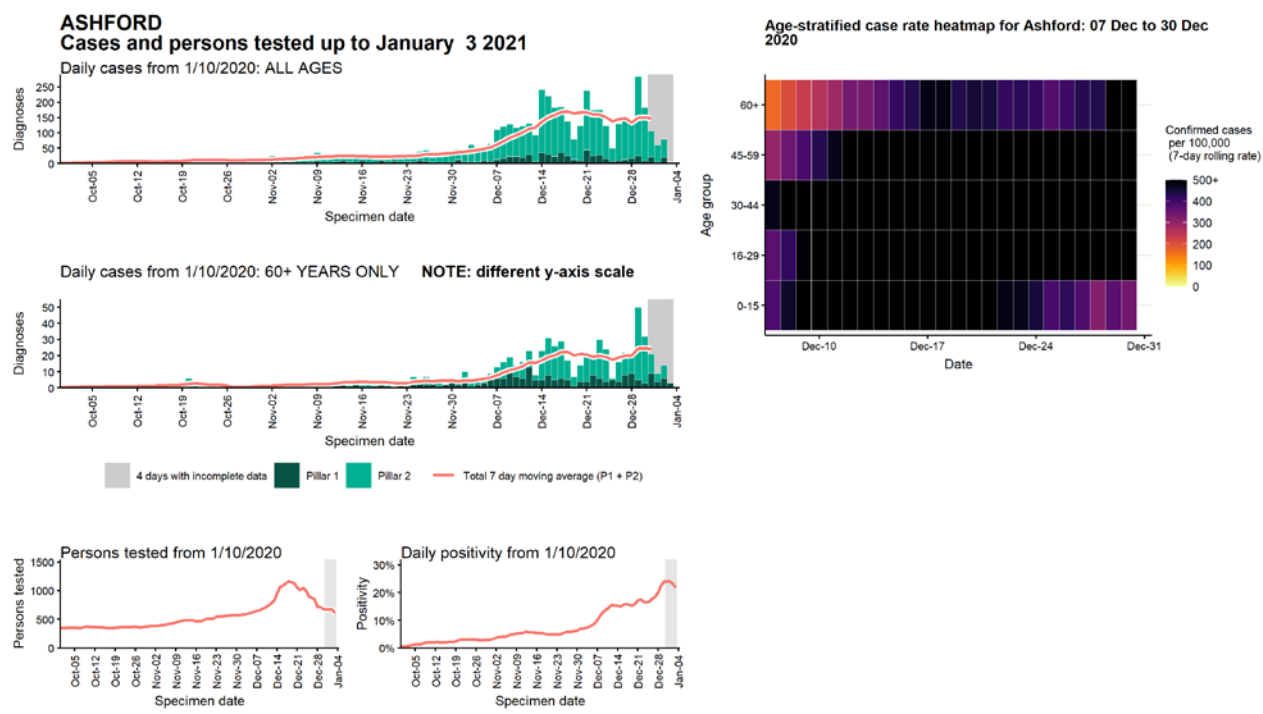 ASHFORD
Cases and persons tested up to January 3 2021
Daily cases from 1/10/2020: ALL AGES
Diagnoses
250
200
150
100
50
0
Oct-05
Oct-12
Oct-19
Oct-26
Nov-02
Nov-09
Nov-16
Nov-23
Nov-30
Dec-07
Dec-14
Dec-21
Dec-28
Jan-04
Specimen date
Daily cases from 1/10/2020: 60+ YEARS ONLY NOTE: different y-axis scale
Diagnoses
50
40
30
20
10
0
Oct-05
Oct-12
Oct-19
Oct-26
Nov-02
Nov-09
Nov-16
Nov-23
Nov-30
Dec-07
Dec-14
Dec-21
Dec-28
Jan-04
Specimen date
4 days with incomplete data
Pillar 1
Pillar 2
Total 7 day moving average (P1 + P2)
Persons tested from 1/10/2020
Persons tested
1500
1000
500
0
Oct-05
Oct-12
Oct-19
Oct-26
Nov-02
Nov-09
Nov-16
Nov-23
Nov-30
Dec-07
Dec-14
Dec-21
Dec-28
Jan-04
Specimen date
Daily positivity from 1/10/2020
Positivity
30%
20%
10%
0%
Oct-05
Oct-12
Oct-19
Oct-26
Nov-02
Nov-09
Nov-16
Nov-23
Nov-30
Dec-07
Dec-14
Dec-21
Dec-28
Jan-04
Specimen date
Age-stratified case rate heatmap for Ashford: 07 Dec to 30 Dec
2020
Age group
60+
45-59
30-44
16-29
0-15
Dec-10
Dec-17
Dec-24
Dec-31
Date
Confirmed cases
per 100,000
(7-day rolling rate)
500+
400
300
200
100
0